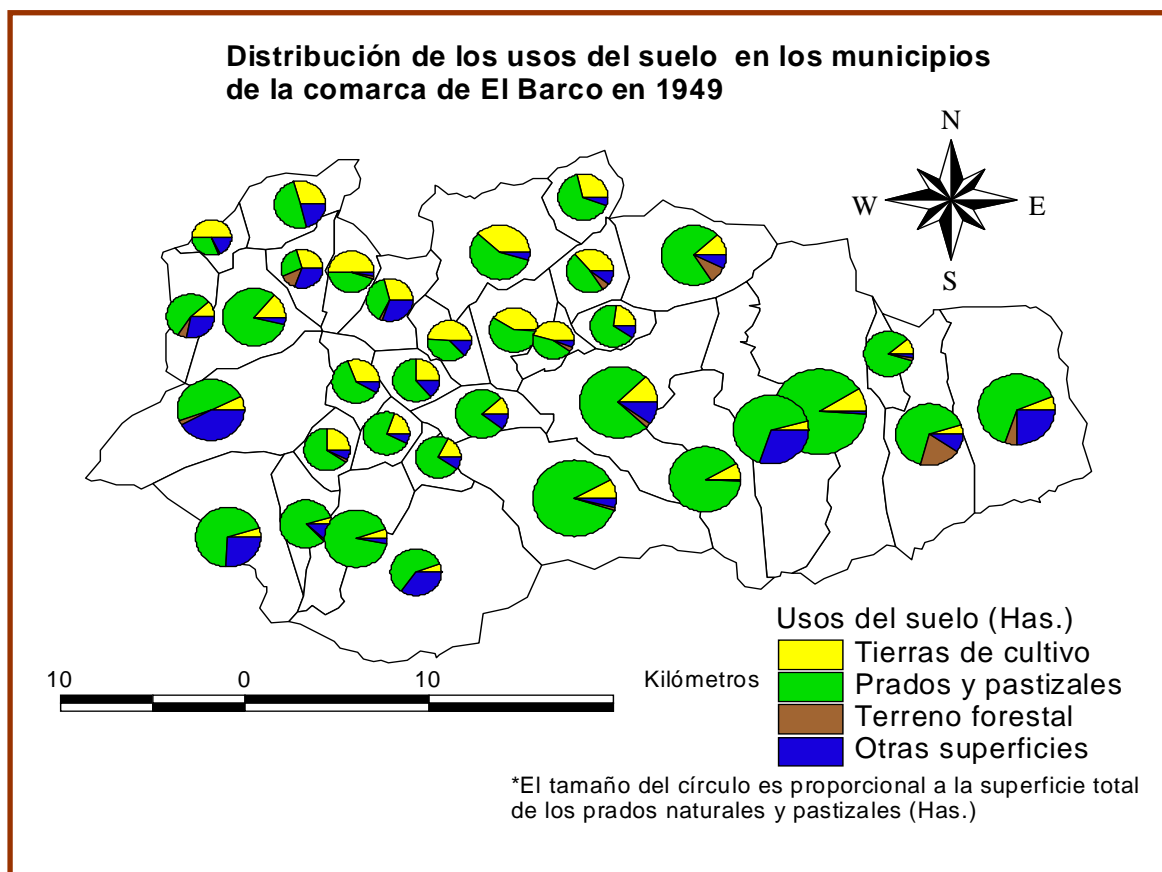 Distribución de los usos del suelo en los municipios
de la comarca de El Barco en 1949
N
W
E
S
10
0
10
Kilómetros
Usos del suelo (Has.)
Tierras de cultivo
Prados y pastizales
Terreno forestal
Otras superficies
*El tamaño del círculo es proporcional a la superficie total
de los prados naturales y pastizales (Has.)